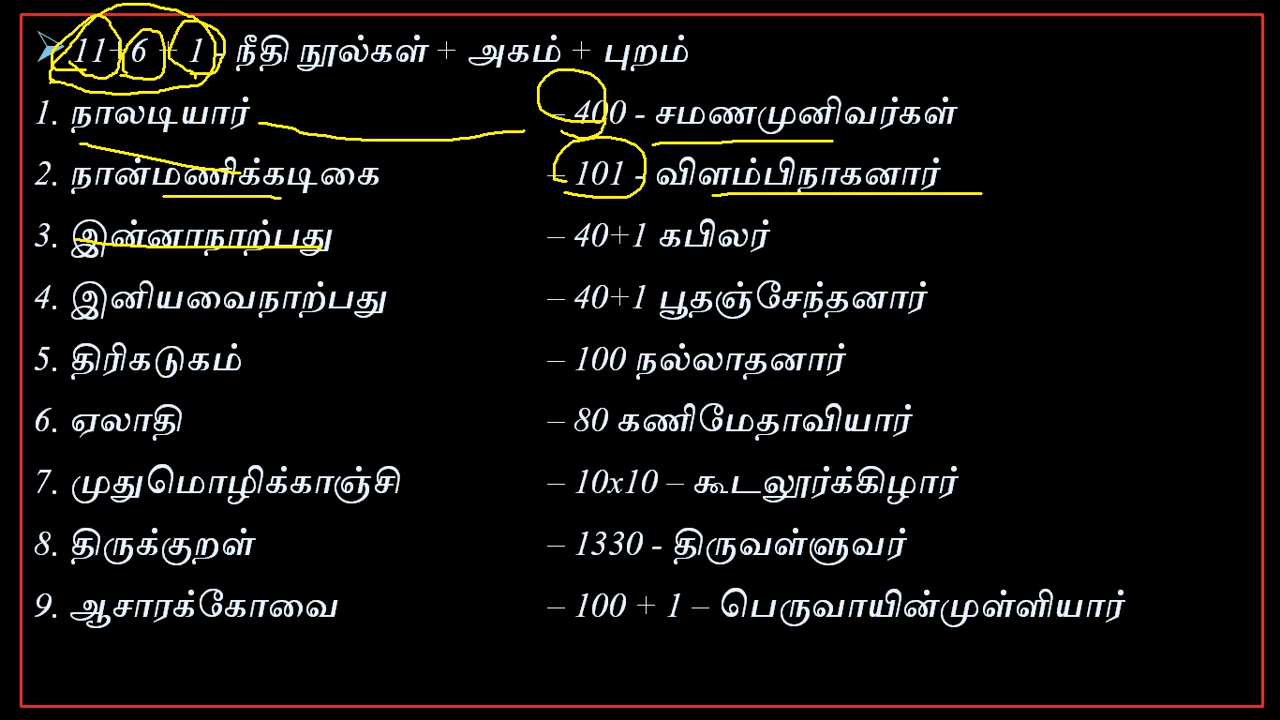 11+6 + 1 - நீதி நூல்கள் + அகம் + புறம்
1. நாலடியார் – 400 - சமணமுனிவர்கள்
2. நான்மணிக்கடிகை – 101 - விளம்பிநாகனார்
3. இன்னாநாற்பது – 40+1 கபிலர்
4. இனியவைநாற்பது – 40+1 பூதஞ்சேந்தனார்
5. திரிகடுகம் – 100 நல்லாதனார்
6. ஏலாதி – 80 கணிமேதாவியார்
7. முதுமொழிக்காஞ்சி – 10x10 – கூடலூர்க்கிழார்
8. திருக்குறள் – 1330 - திருவள்ளுவர்
9. ஆசாரக்கோவை – 100 + 1 – பெருவாயின்முள்ளியார்